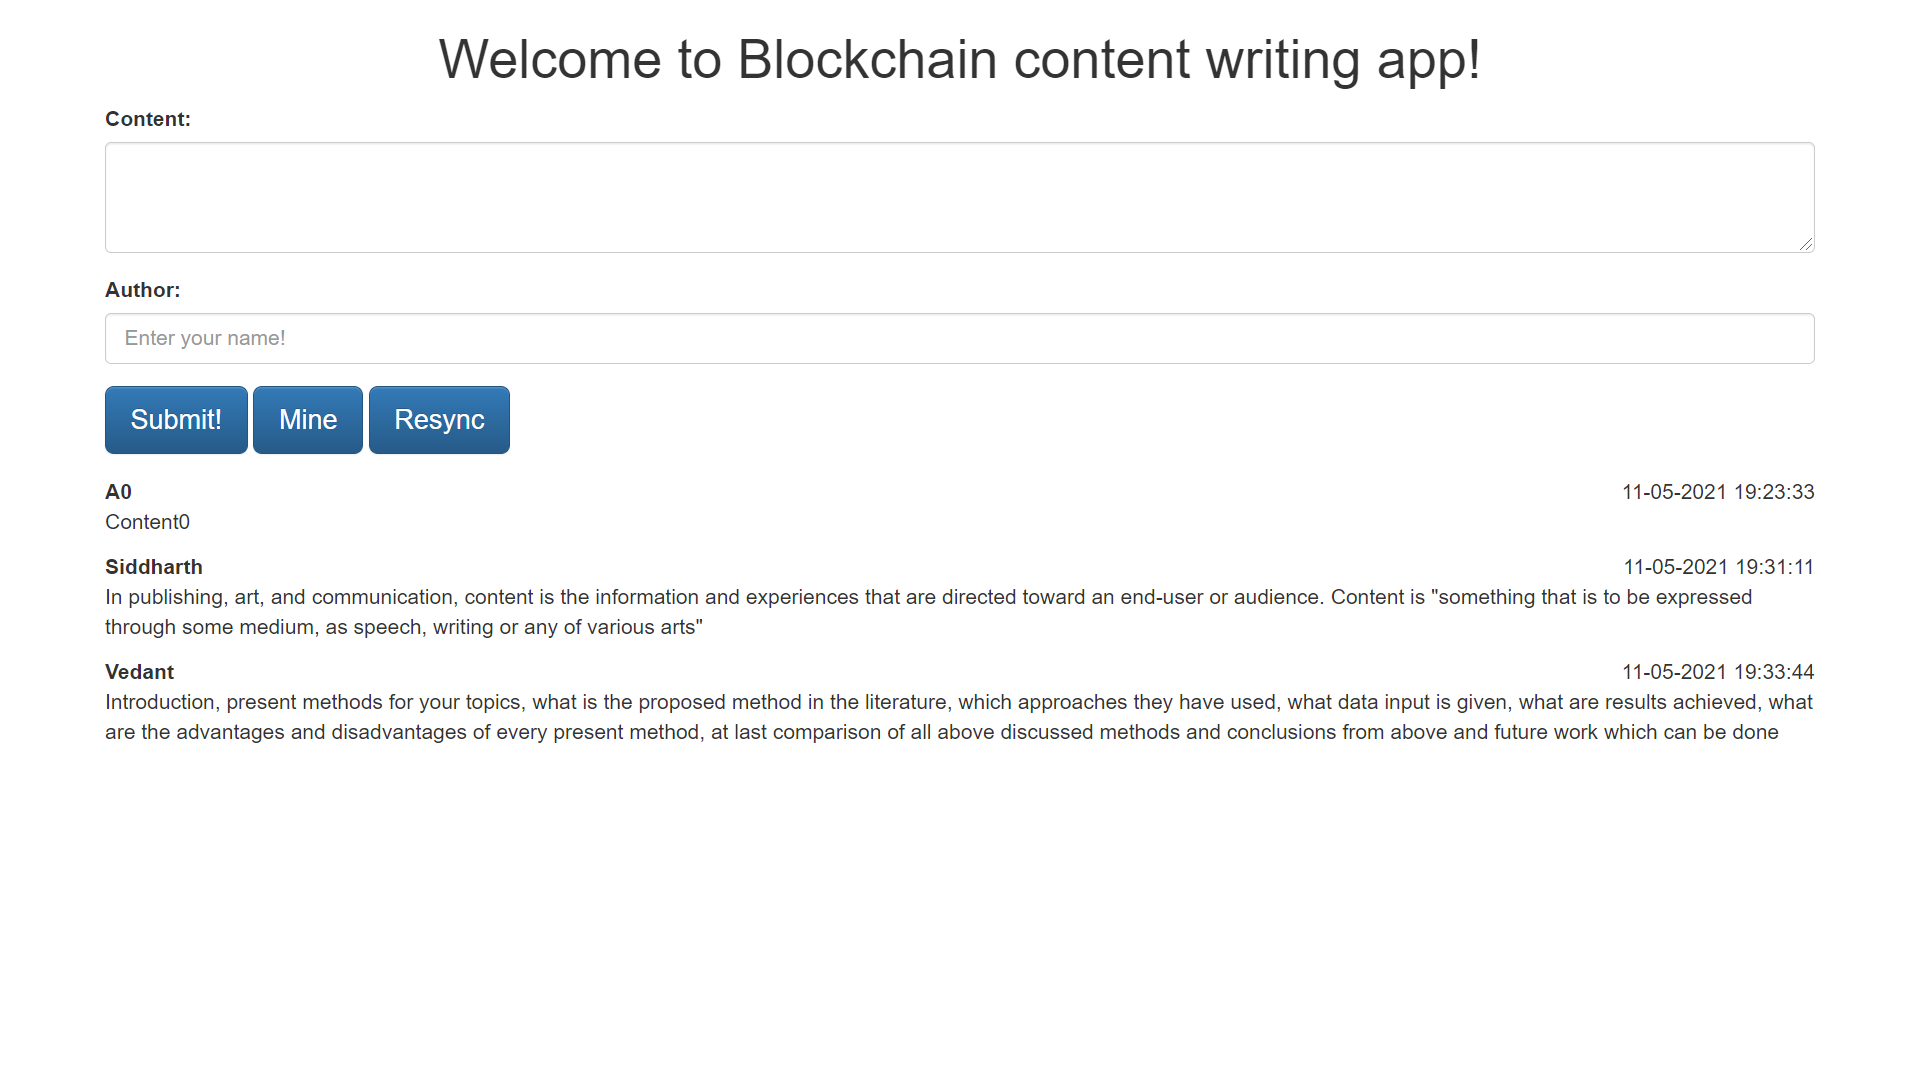 Welcome to Blockchain content writing app!
Content:
Author:
Enter your name!
Submit! Mine Resync
A0 11-05-2021 19:23:33
Content0
Siddharth 11-05-2021 19:31:11
In publishing, art, and communication, content is the information and experiences that are directed toward an end-user or audience. Content is "something that is to be expressed
through some medium, as speech, writing or any of various arts"
Vedant 11-05-2021 19:33:44
Introduction, present methods for your topics, what is the proposed method in the literature, which approaches they have used, what data input is given, what are results achieved, what
are the advantages and disadvantages of every present method, at last comparison of all above discussed methods and conclusions from above and future work which can be done